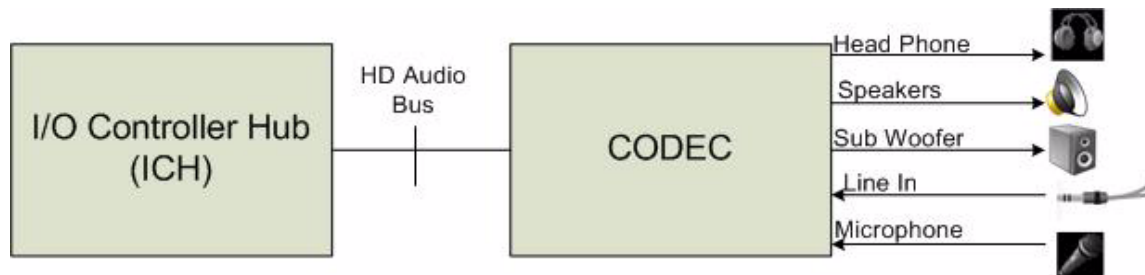 I/O Controller Hub
(ICH)
HD Audio
Bus
CODEC
Head Phone
Speakers
Sub Woofer
Line In
Microphone